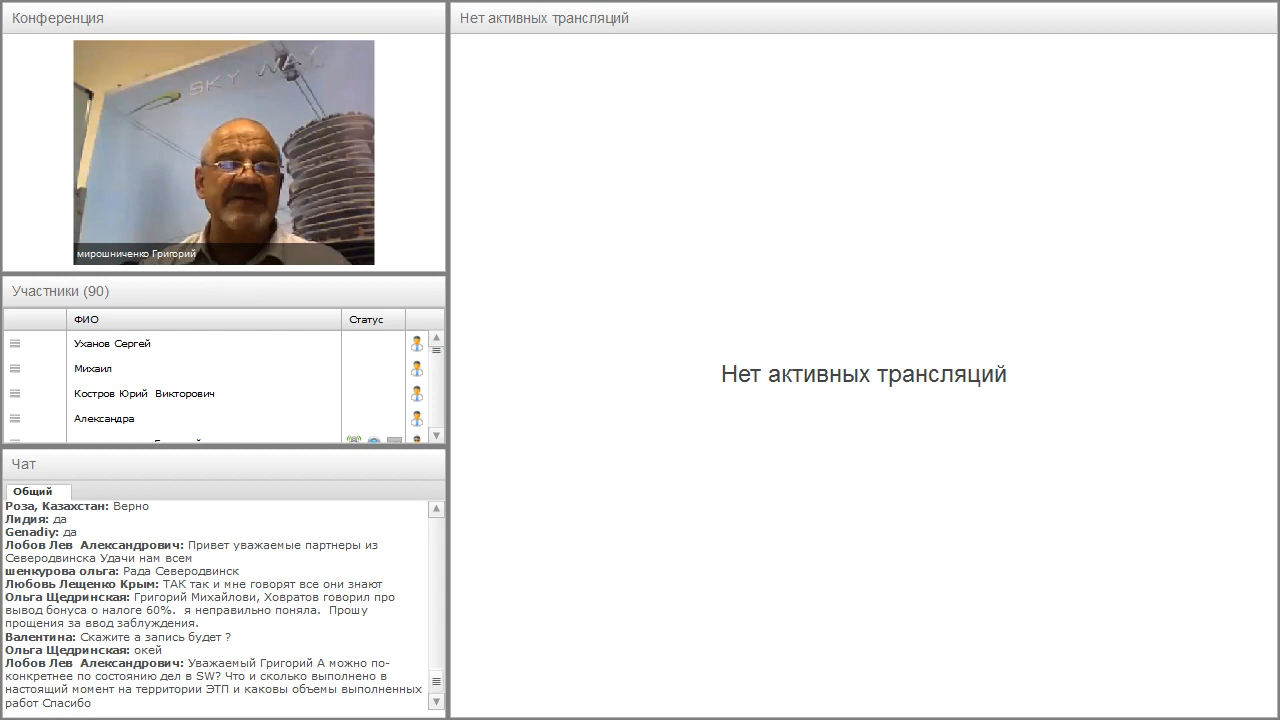 Конференция
SKY WAY
мирошниченко Григорий
Участники (90)
ФИО
Статус
Уханов Сергей
Михаил
Костров Юрий Викторович
Александра
Чат
Общий
Роза, Казахстан: Верно
Лидия: да
Genadiy: да
Лобов Лев Александрович: Привет уважаемые партнеры из
Северодвинска Удачи нам всем
шенкурова ольга: Рада Северодвинск
Любовь Лещенко Крым: ТАК так и мне говорят все они знают
Ольга Щедринская: Григорий Михайлови, Ховратов говорил про
вывод бонуса о налоге 60%. я неправильно поняла. Прошу
прощения за ввод заблуждения.
Валентина: Скажите а запись будет ?
Ольга Щедринская: окей
Лобов Лев Александрович: Уважаемый Григорий А можно по-
конкретнее по состоянию дел в SW? Что и сколько выполнено в
настоящий момент на территории ЭТП и каковы объемы выполненных
работ Спасибо
Нет активных трансляций
Нет активных трансляций